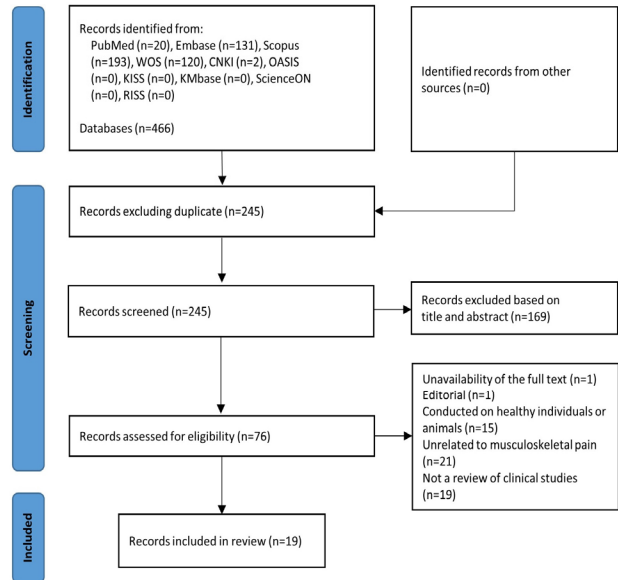 Identification
Records identified from:
PubMed (n=20), Embase (n=131), Scopus
(n=193), WOS (n=120), CNKI (n=2), OASIS
(n=0), KISS (n=0), KMbase (n=0), ScienceON
(n=0), RISS (n=0)
Databases (n=466)
Identified records from other
sources (n=0)
Screening
Records excluding duplicate (n=245)
Records screened (n=245)
Records excluded based on
title and abstract (n=169)
Records assessed for eligibility (n=76)
Unavailability of the full text (n=1)
Editorial (n=1)
Conducted on healthy individuals or
animals (n=15)
Unrelated to musculoskeletal pain
(n=21)
Not a review of clinical studies
(n=19)
Included
Records included in review (n=19)